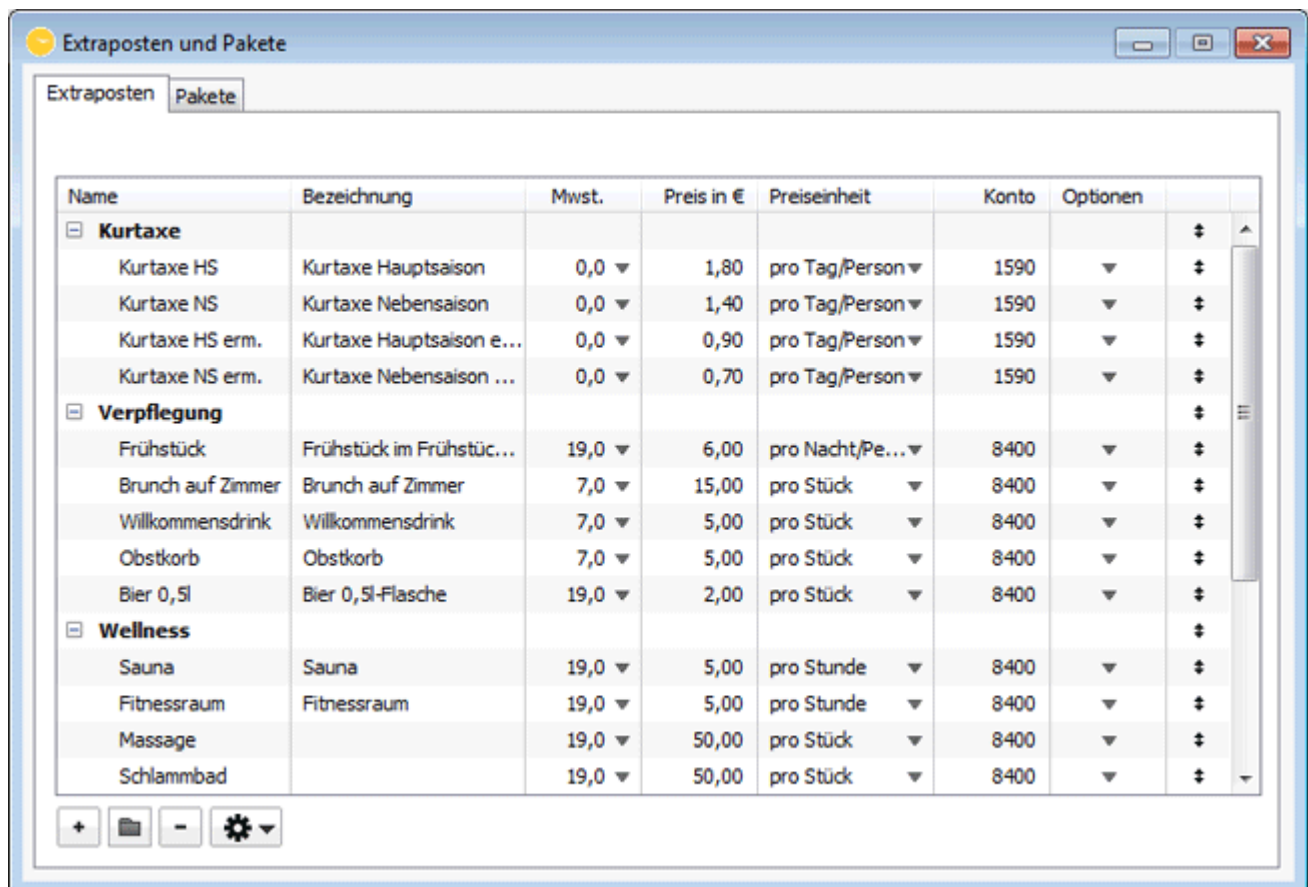 Extraposten und Pakete
Extraposten Pakete
Name Bezeichnung Mwst. Preis in € Preiseinheit Konto Optionen
Kurtaxe
Kurtaxe HS Kurtaxe Hauptsaison 0,0 1,80 pro Tag/Person 1590
Kurtaxe NS Kurtaxe Nebensaison 0,0 1,40 pro Tag/Person 1590
Kurtaxe HS erm. Kurtaxe Hauptsaison e... 0,0 0,90 pro Tag/Person 1590
Kurtaxe NS erm. Kurtaxe Nebensaison ... 0,0 0,70 pro Tag/Person 1590
Verpflegung
Frühstück Frühstück im Frühstüc... 19,0 6,00 pro Nacht/Pe... 8400
Brunch auf Zimmer Brunch auf Zimmer 7,0 15,00 pro Stück 8400
Willkommensdrink Willkommensdrink 7,0 5,00 pro Stück 8400
Obstkorb Obstkorb 7,0 5,00 pro Stück 8400
Bier 0,5l Bier 0,5l-Flasche 19,0 2,00 pro Stück 8400
Wellness
Sauna Sauna 19,0 5,00 pro Stunde 8400
Fitnessraum Fitnessraum 19,0 5,00 pro Stunde 8400
Massage 19,0 50,00 pro Stück 8400
Schlammbad 19,0 50,00 pro Stück 8400